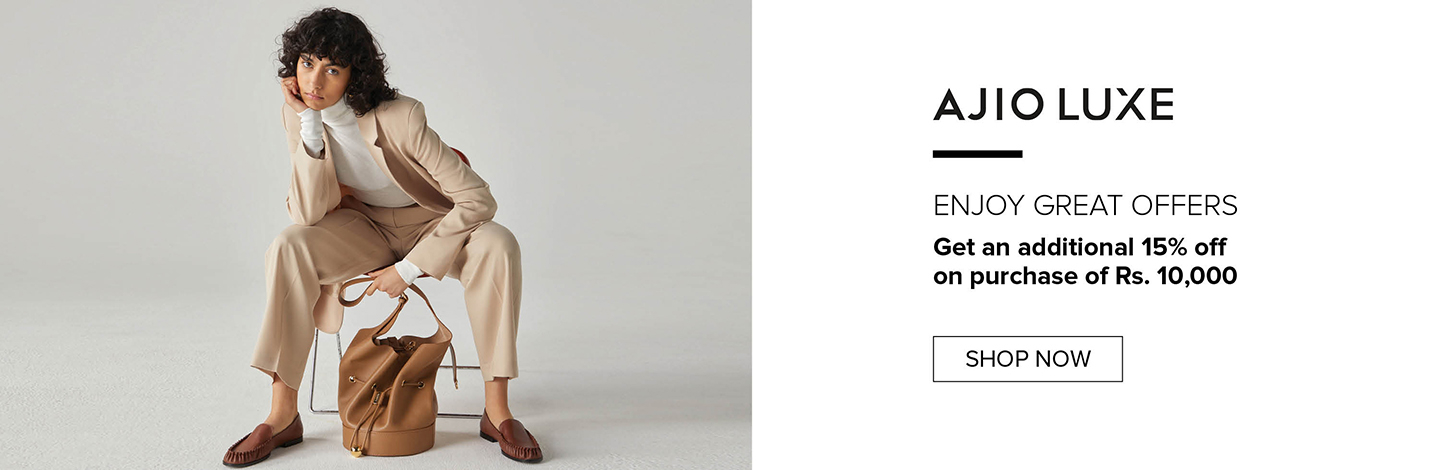 AJIO LUXE
ENJOY GREAT OFFERS
Get an additional 15% off
on purchase of Rs. 10,000
SHOP NOW